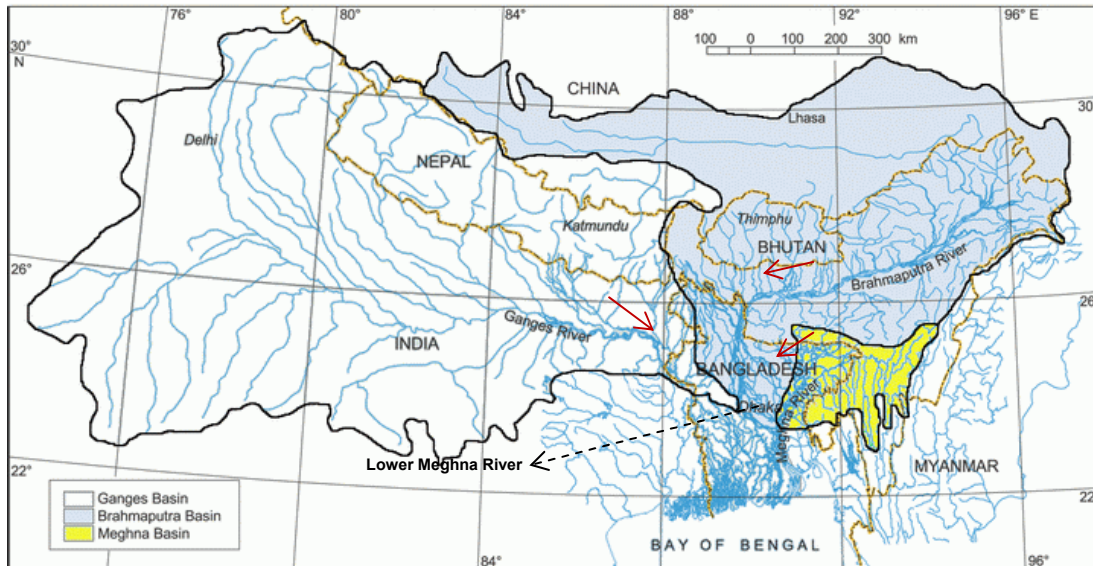 76°
80°
84°
88°
92°
96° E
30°
N
100 0 100 200 300 km
CHINA
Lhasa
30
Delhi
NEPAL
Katmundu
Thimphu
BHUTAN
Brahmaputra River
26°
26
Ganges River
INDIA
BANGLADESH
Dhaka
Meghna River
Lower Meghna River
MYANMAR
22°
22
Ganges Basin
Brahmaputra Basin
Meghna Basin
BAY OF BENGAL
84°
96°